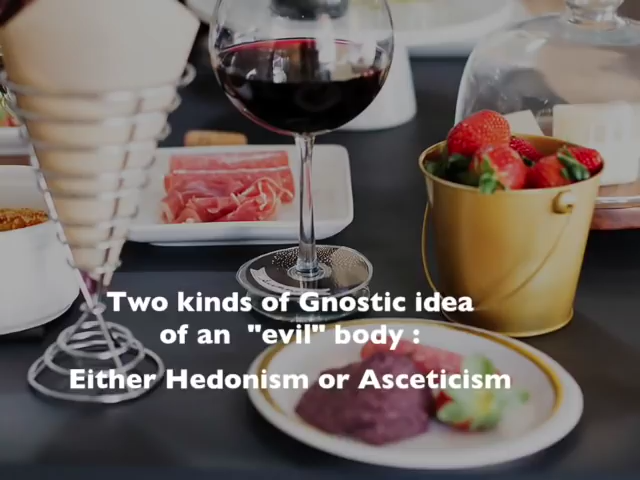 Two kinds of Gnostic idea
of an "evil" body :
Either Hedonism or Asceticism